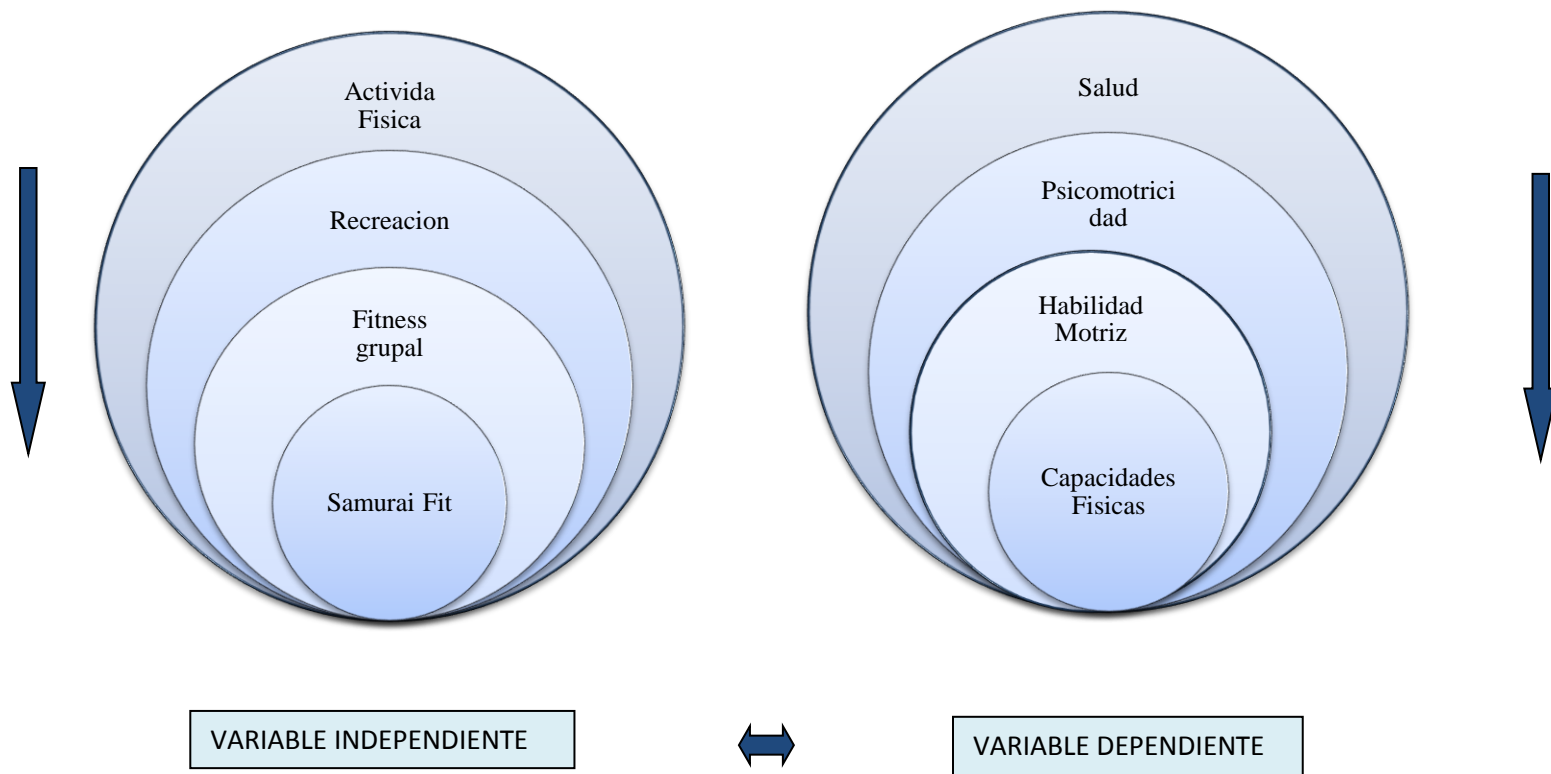 Activida
Fisica
Recreacion
Fitness
grupal
Samurai Fit
Salud
Psicomotrici
dad
Habilidad
Motriz
Capacidades
Fisicas
VARIABLE INDEPENDIENTE
VARIABLE DEPENDIENTE